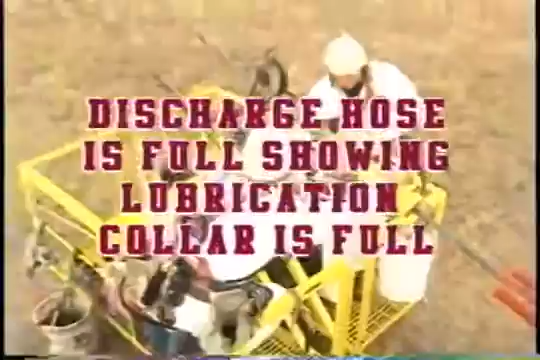 DISCHARGE HOSE
IS FULL SHOWING
LUBRICATION
COLLAR IS FULL